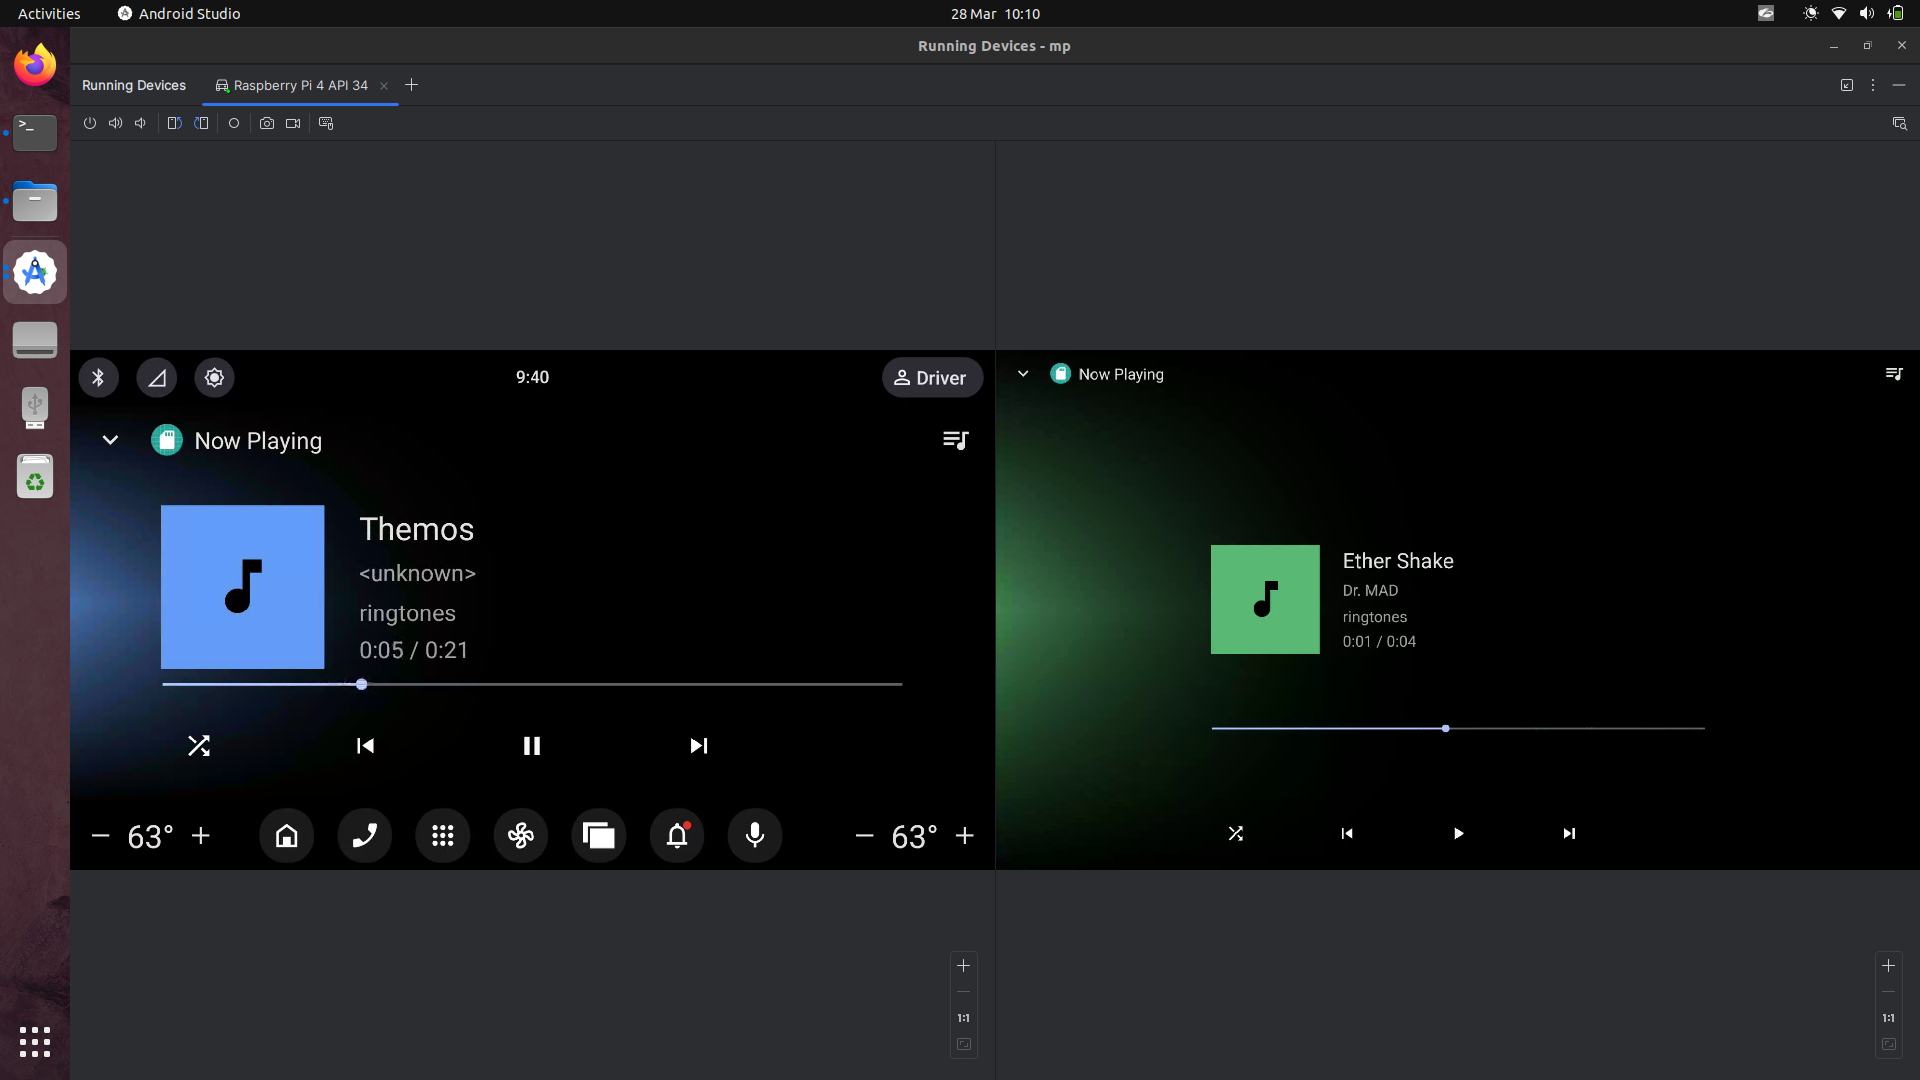 Activities
Android Studio
28 Mar 10:10
Running Devices - mp
Running Devices
Raspberry Pi 4 API 34
9:40
Driver
Now Playing
Themos
<unknown>
ringtones
0:05 / 0:21
63°
63°
Now Playing
Ether Shake
Dr. MAD
ringtones
0:01 / 0:04
1:1
1:1